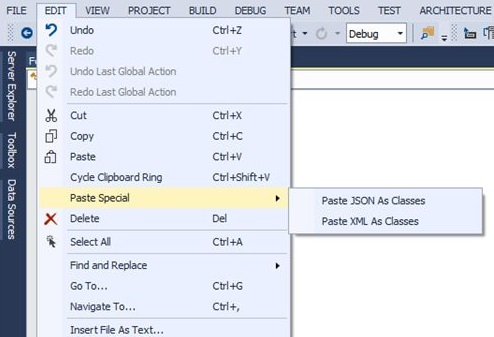 FILE EDIT VIEW PROJECT BUILD DEBUG TEAM TOOLS TEST ARCHITECTURE
Undo Ctrl+Z
Redo Ctrl+Y
Debug
Undo Last Global Action
Redo Last Global Action
Cut Ctrl+X
Copy Ctrl+C
Paste Ctrl+V
Cycle Clipboard Ring Ctrl+Shift+V
Paste Special
Paste JSON As Classes
Paste XML As Classes
Delete Del
Select All Ctrl+A
Find and Replace
Go To... Ctrl+G
Navigate To... Ctrl+,
Insert File As Text...
Server Explorer
Toolbox
Data Sources